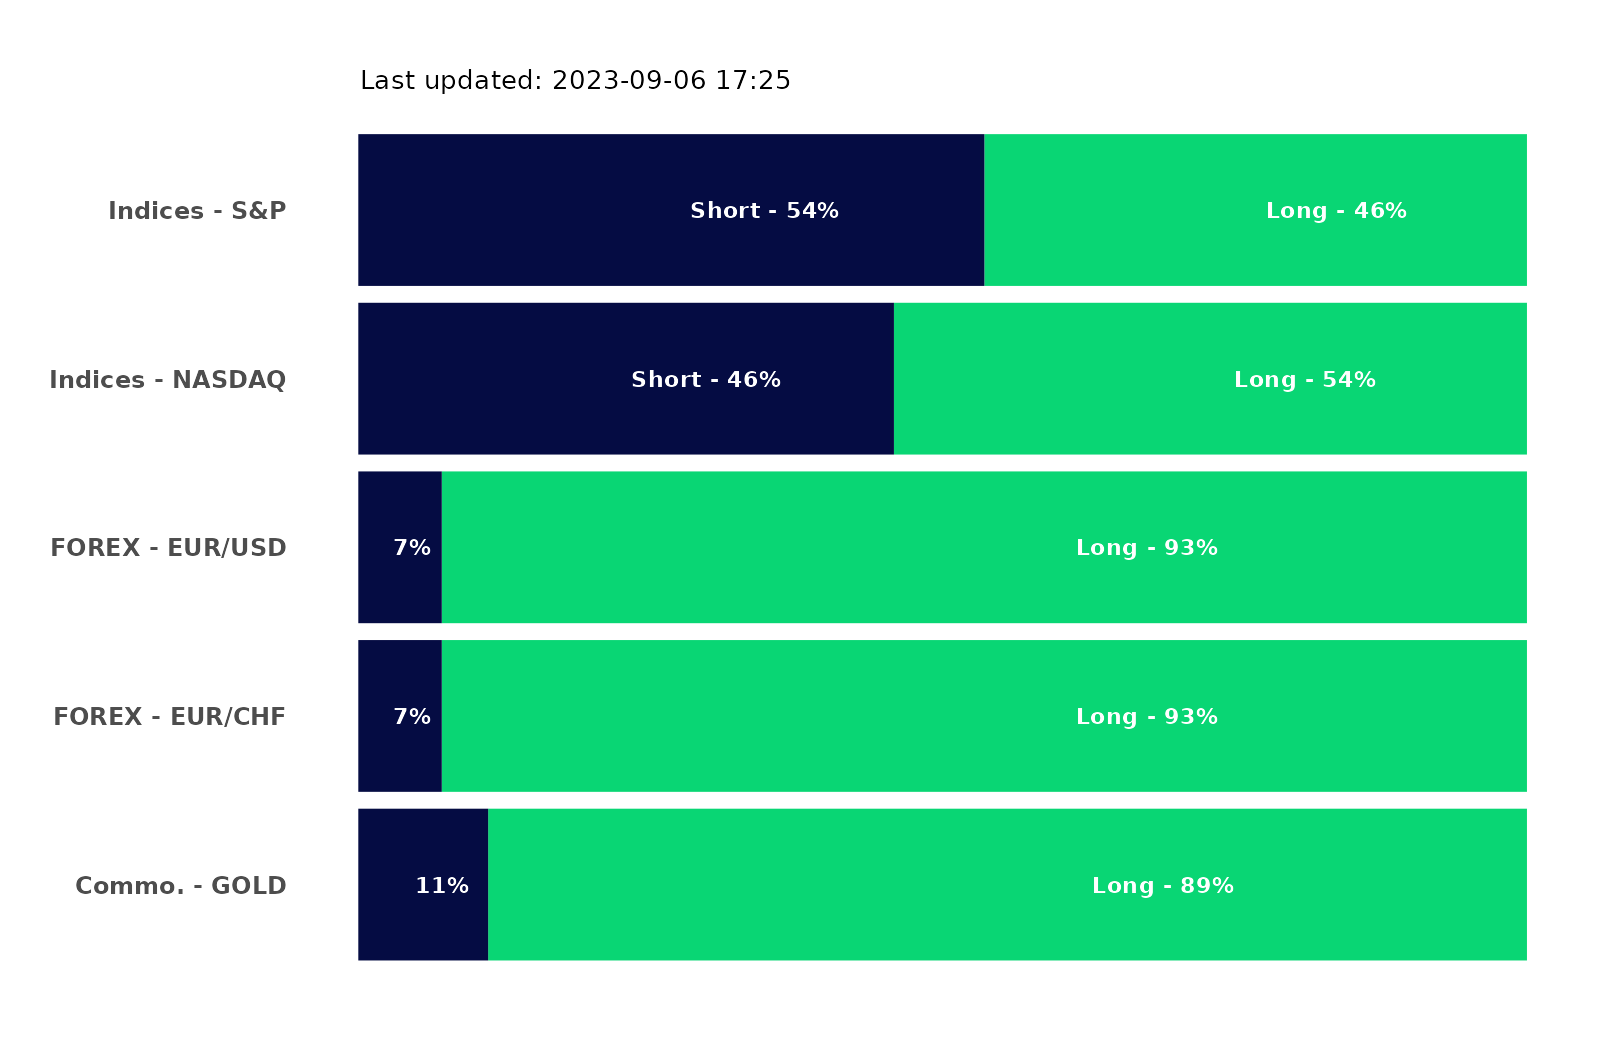 Last updated: 2023-09-06 17:25
Indices - S&P Short - 54% Long - 46%
Indices - NASDAQ Short - 46% Long - 54%
FOREX - EUR/USD 7% Long - 93%
FOREX - EUR/CHF 7% Long - 93%
Commo. - GOLD 11% Long - 89%